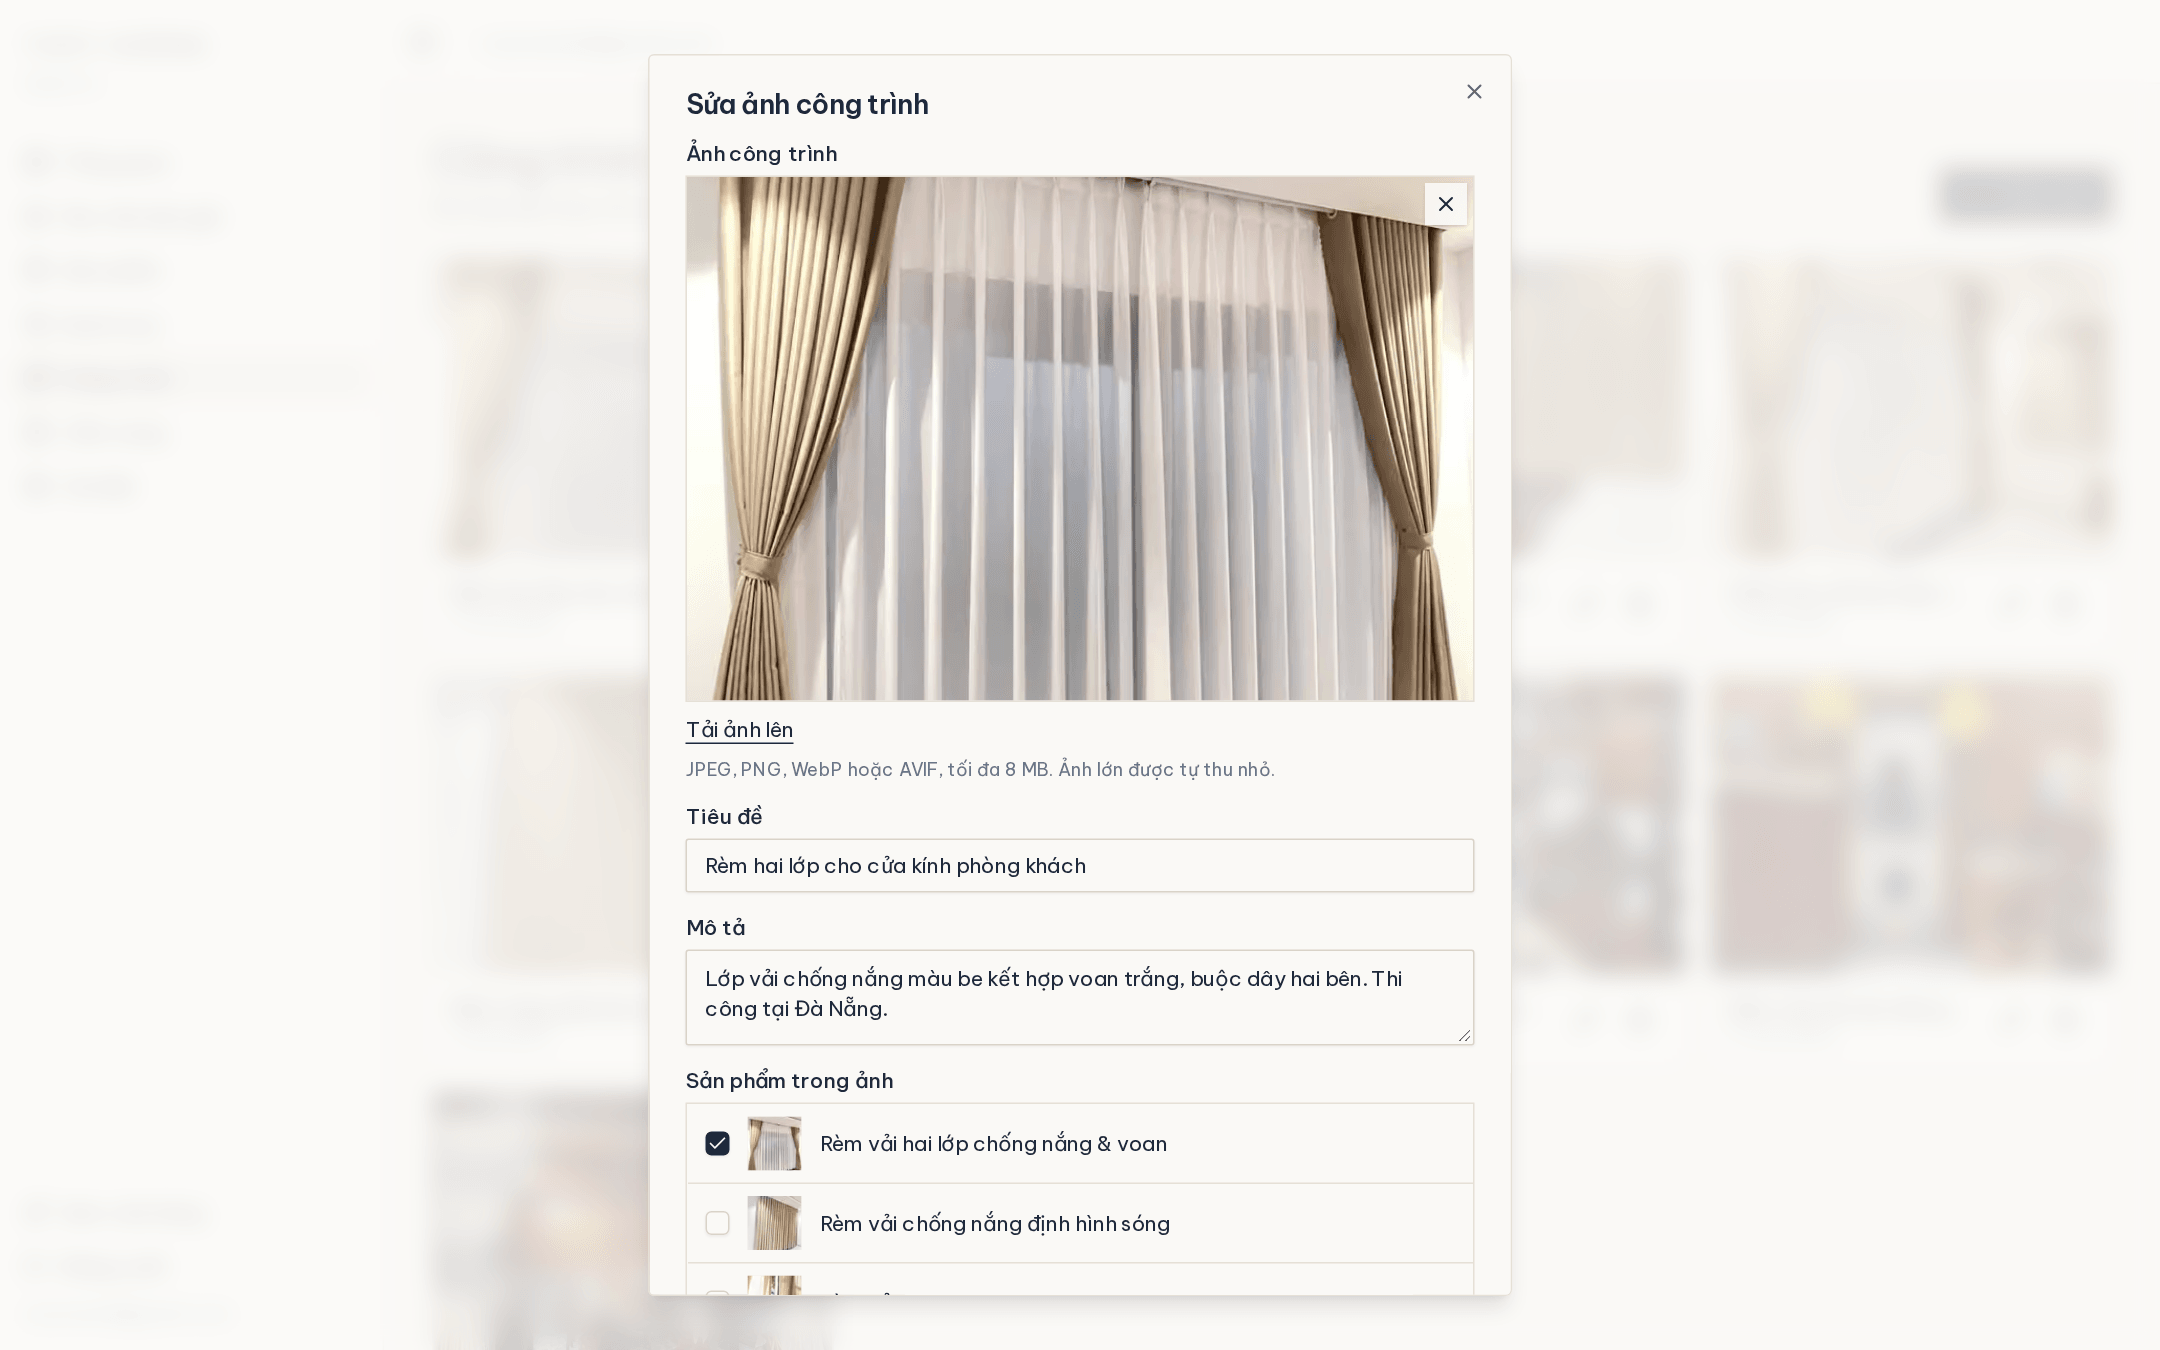 Sửa ảnh công trình
Ảnh công trình
Tải ảnh lên
JPEG, PNG, WebP hoặc AVIF, tối đa 8 MB. Ảnh lớn được tự thu nhỏ.
Tiêu đề
Rèm hai lớp cho cửa kính phòng khách
Mô tả
Lớp vải chống nắng màu be kết hợp voan trắng, buộc dây hai bên. Thi
công tại Đà Nẵng.
Sản phẩm trong ảnh
Rèm vải hai lớp chống nắng & voan
Rèm vải chống nắng định hình sóng